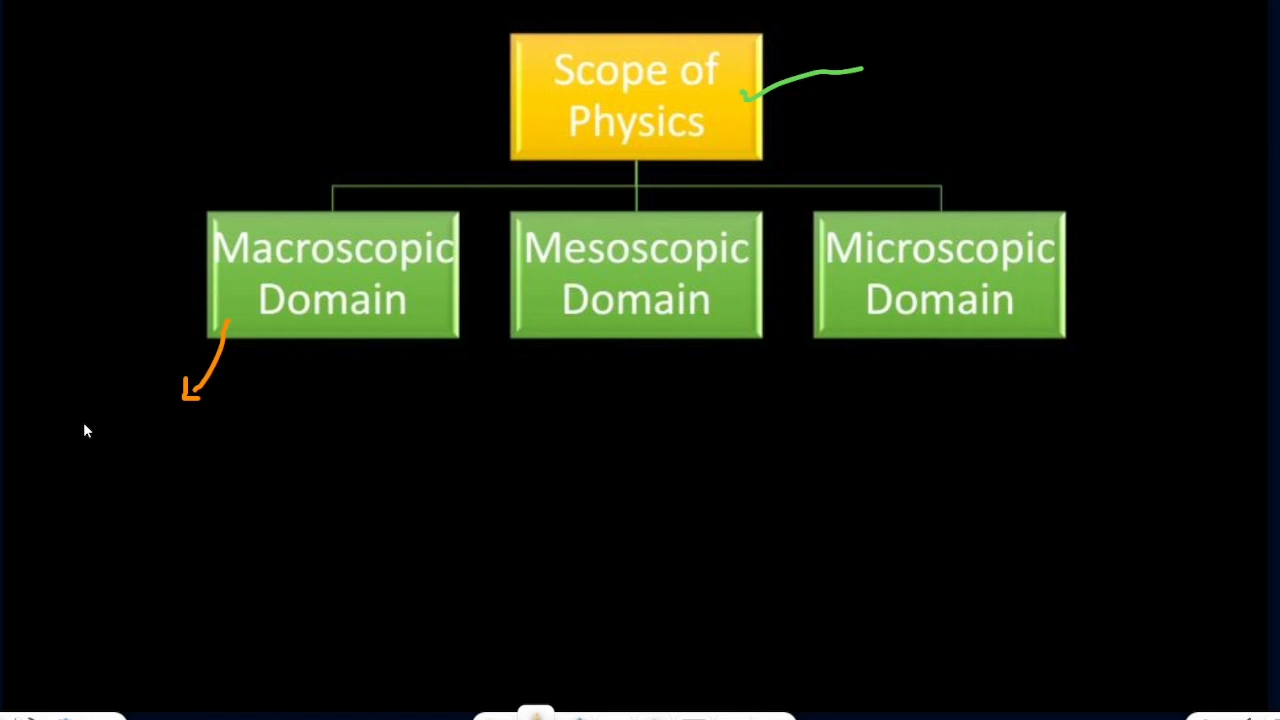 Scope of
Physics
Macroscopic
Domain
Mesoscopic
Domain
Microscopic
Domain